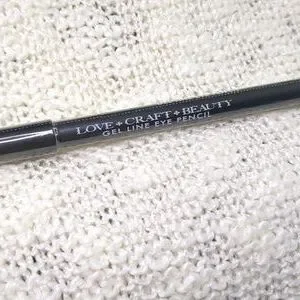 LOVE + CRAFT + BEAUTY
GEL LINE EYE PENCIL